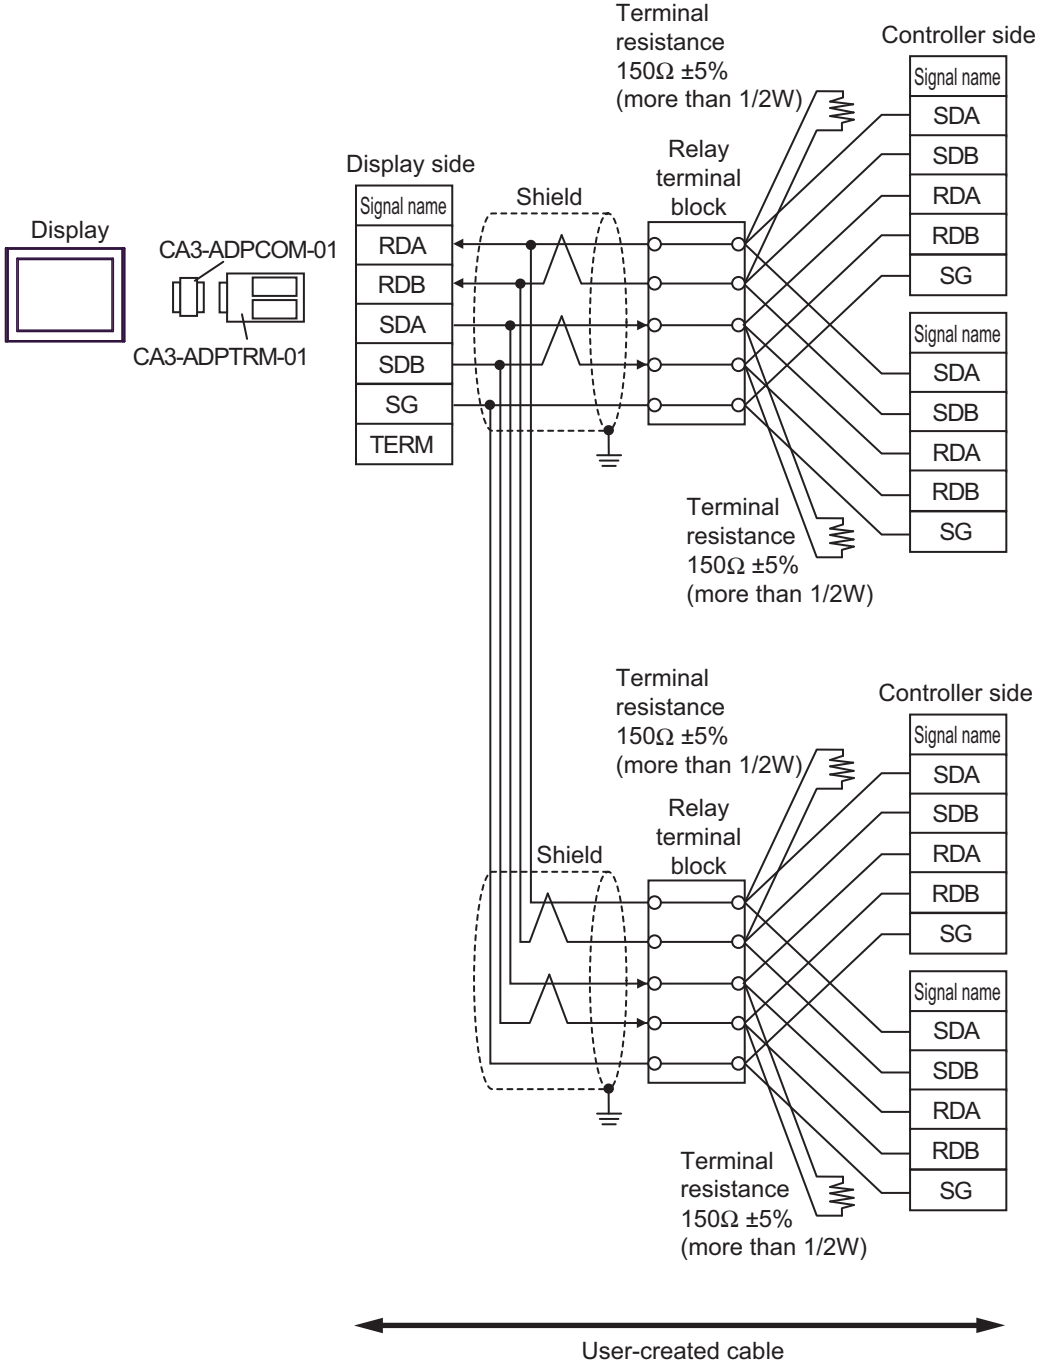 Display
CA3-ADPCOM-01
CA3-ADPTRM-01
Display side
Signal name
RDA
RDB
SDA
SDB
SG
TERM
Shield
Terminal
resistance
150Ω ±5%
(more than 1/2W)
Relay
terminal
block
Controller side
Signal name
SDA
SDB
RDA
RDB
SG
Signal name
SDA
SDB
RDA
RDB
SG
Terminal
resistance
150Ω ±5%
(more than 1/2W)
Terminal
resistance
150Ω ±5%
(more than 1/2W)
Relay
terminal
block
Shield
Controller side
Signal name
SDA
SDB
RDA
RDB
SG
Signal name
SDA
SDB
RDA
RDB
SG
Terminal
resistance
150Ω ±5%
(more than 1/2W)
User-created cable